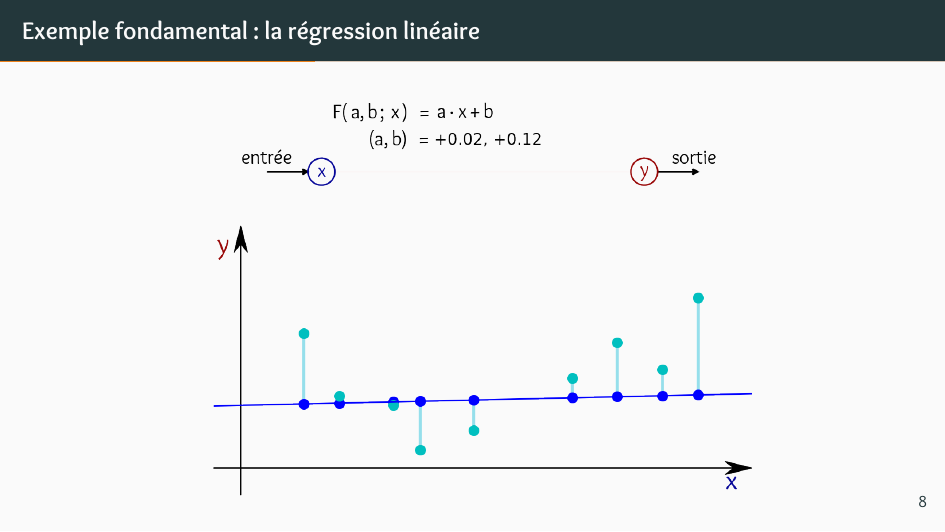 Exemple fondamental : la régression linéaire
F(a,b; x) = a · x + b
(a,b) = +0.02, +0.12
entrée
x
y
sortie
y
x
8